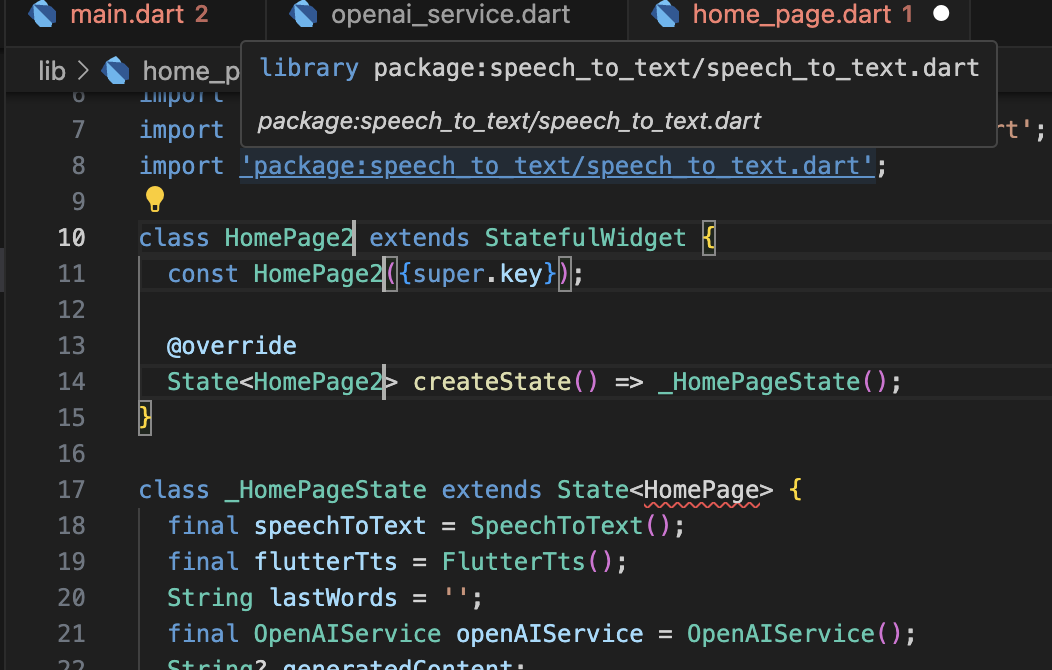 main.dart 2 openai_service.dart home_page.dart 1
lib > home_p
library package:speech_to_text/speech_to_text.dart
package:speech_to_text/speech_to_text.dart
6 import
7 import rt';
8 import 'package:speech_to_text/speech_to_text.dart';
9
10 class HomePage2 extends StatefulWidget {
11 const HomePage2({super.key});
12
13 @override
14 State<HomePage2> createState() => _HomePageState();
15 }
16
17 class _HomePageState extends State<HomePage> {
18 final speechToText = SpeechToText();
19 final flutterTts = FlutterTts();
20 String lastWords = '';
21 final OpenAIService openAIService = OpenAIService();
22 String? generatedContent;